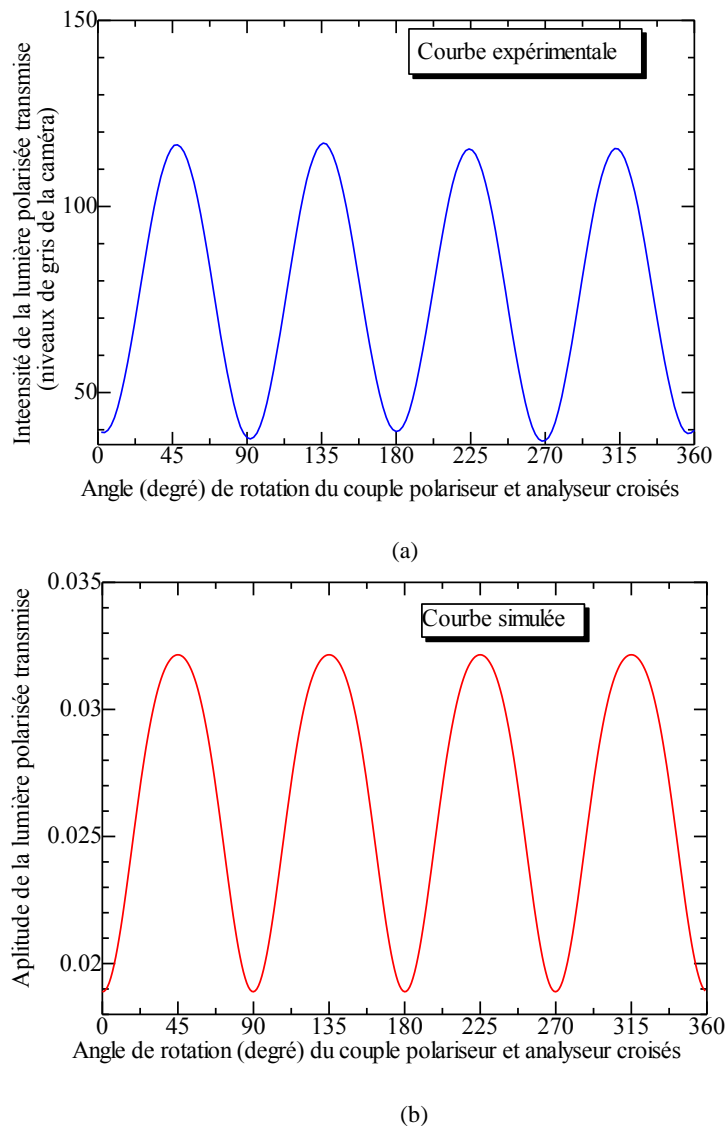 150
Courbe expérimentale
100
50
Inteensité de la lumière polarisée transmise
(niveaux de gris de la caméra)
0 45 90 135 180 225 270 315 360
Angle (degré) de rotation du couple polariseur et analyseur croisés
(a)
0.035
Courbe simulée
0.03
0.025
0.02
Aplitude de la lumière polarisée transmise
0 45 90 135 180 225 270 315 360
Angle de rotation (degré) du couple polariseur et analyseur croisés
(b)